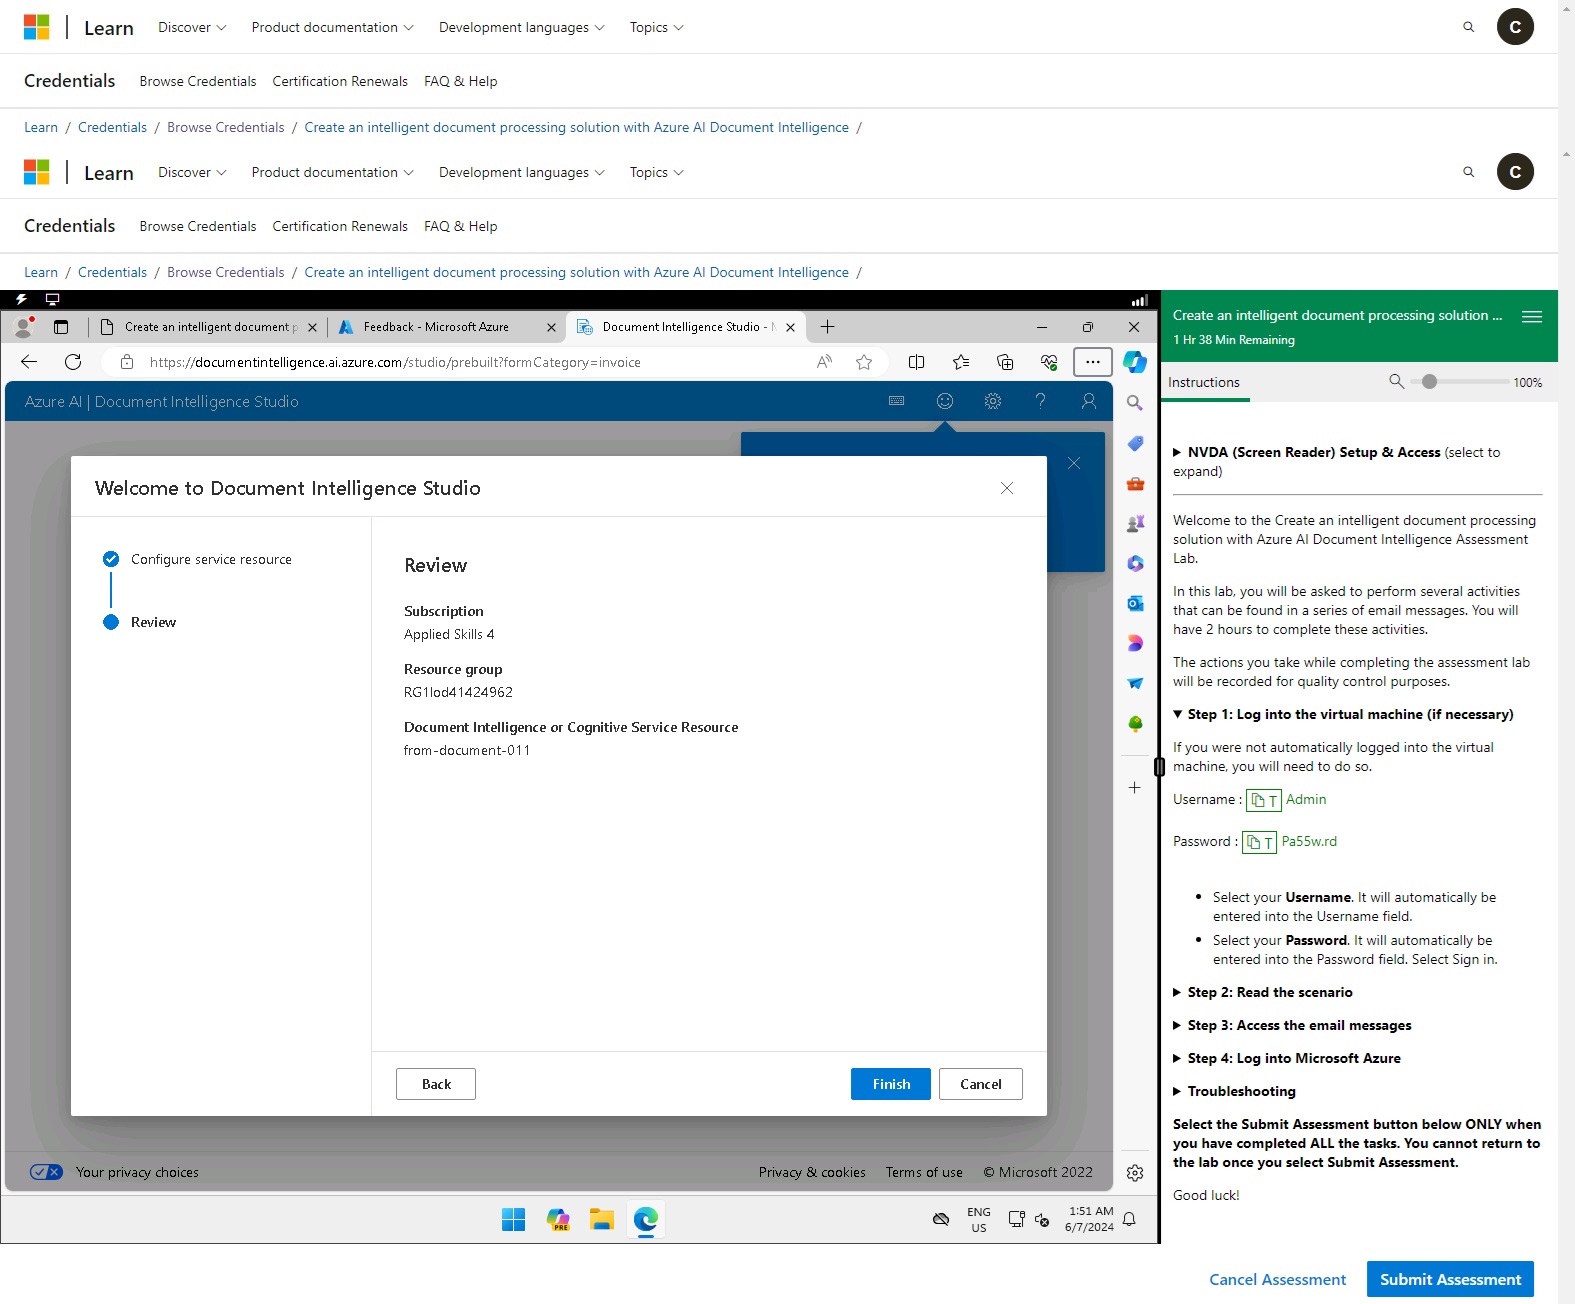 Learn Discover Product documentation Development languages Topics C
Credentials Browse Credentials Certification Renewals FAQ & Help
Learn / Credentials / Browse Credentials / Create an intelligent document processing solution with Azure AI Document Intelligence /
Learn Discover Product documentation Development languages Topics C
Credentials Browse Credentials Certification Renewals FAQ & Help
Learn / Credentials / Browse Credentials / Create an intelligent document processing solution with Azure AI Document Intelligence /
Create an intelligent document p Feedback - Microsoft Azure Document Intelligence Studio -
https://documentintelligence.ai.azure.com/studio/prebuilt?formCategory=invoice
Azure AI | Document Intelligence Studio
Welcome to Document Intelligence Studio
Configure service resource
Review
Review
Subscription
Applied Skills 4
Resource group
RG1lod41424962
Document Intelligence or Cognitive Service Resource
from-document-011
Back Finish Cancel
Your privacy choices Privacy & cookies Terms of use © Microsoft 2022
PRE
ENG
US
1:51 AM
6/7/2024
Create an intelligent document processing solution ...
1 Hr 38 Min Remaining
Instructions 100%
NVDA (Screen Reader) Setup & Access (select to
expand)
Welcome to the Create an intelligent document processing
solution with Azure AI Document Intelligence Assessment
Lab.
In this lab, you will be asked to perform several activities
that can be found in a series of email messages. You will
have 2 hours to complete these activities.
The actions you take while completing the assessment lab
will be recorded for quality control purposes.
Step 1: Log into the virtual machine (if necessary)
If you were not automatically logged into the virtual
machine, you will need to do so.
Username : T Admin
Password : T Pa55w.rd
• Select your Username. It will automatically be
entered into the Username field.
• Select your Password. It will automatically be
entered into the Password field. Select Sign in.
Step 2: Read the scenario
Step 3: Access the email messages
Step 4: Log into Microsoft Azure
Troubleshooting
Select the Submit Assessment button below ONLY when
you have completed ALL the tasks. You cannot return to
the lab once you select Submit Assessment.
Good luck!
Cancel Assessment Submit Assessment